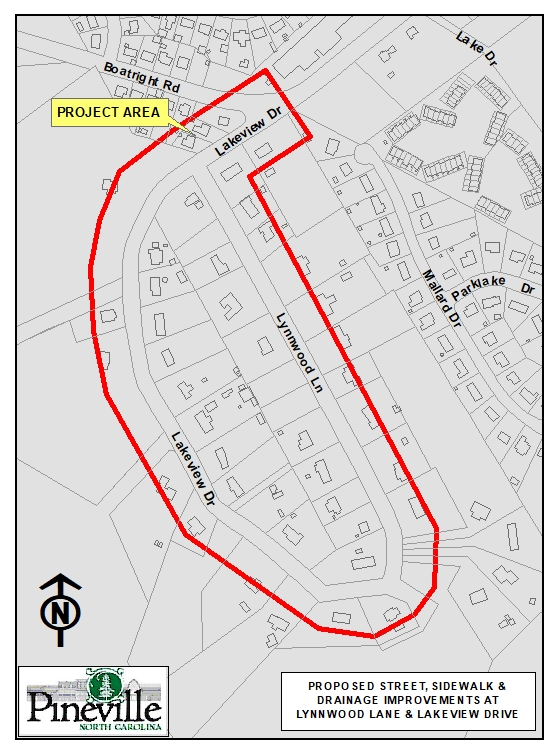 Lake Dr
Boatright Rd
PROJECT AREA
Lakeview Dr
Mallard Dr
Parklake Dr
Lynnwood Ln
Lakeview Dr
N
Pineville
NORTH CAROLINA
PROPOSED STREET, SIDEWALK &
DRAINAGE IMPROVEMENTS AT
LYNNWOOD LANE & LAKEVIEW DRIVE